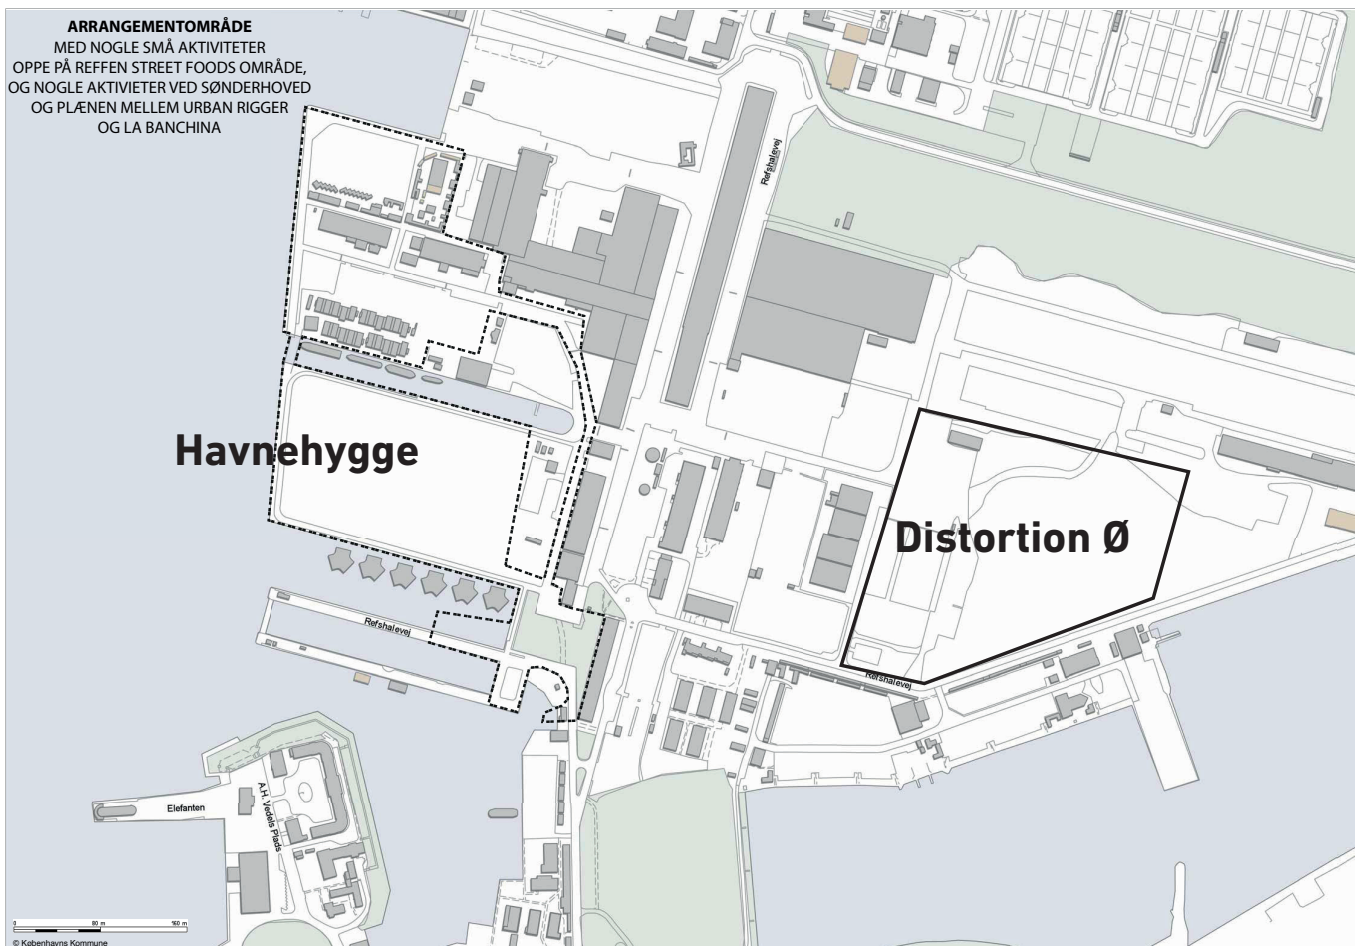 ARRANGEMENTOMRÅDE
MED NOGLE SMÅ AKTIVITETER
OPPE PÅ REFFEN STREET FOODS OMRÅDE,
OG NOGLE AKTIVIETER VED SØNDERHOVED
OG PLÆNEN MELLEM URBAN RIGGER
OG LA BANCHINA
Refshalevej
Havnehygge
Distortion Ø
Refshalevej
Refshalevej
Elefanten
A.H. Vedels Plads
0 80 m 160 m
© Københavns Kommune